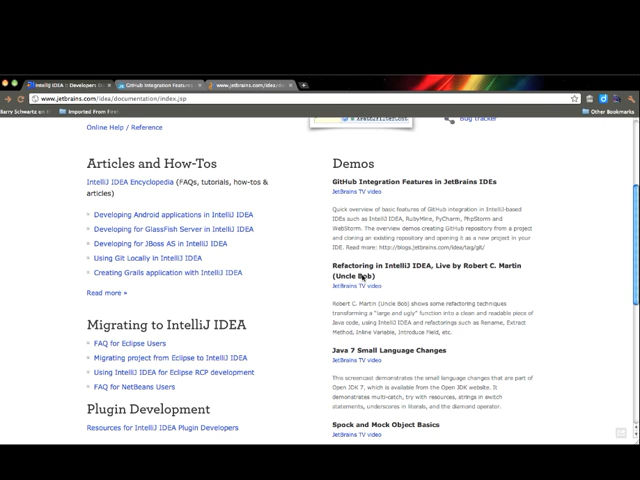 IntelliJ IDEA :: Developers
GitHub Integration Features
www.jetbrains.com/idea/do
www.jetbrains.com/idea/documentation/index.jsp
Barry Schwartz on
Imported From Fire
Other Bookmarks
Online Help / Reference
Bug tracker
Articles and How-Tos
IntelliJ IDEA Encyclopedia (FAQs, tutorials, how-tos &
articles)
Developing Android applications in IntelliJ IDEA
Developing for GlassFish Server in IntelliJ IDEA
Developing for JBoss AS in IntelliJ IDEA
Using Git Locally in IntelliJ IDEA
Creating Grails application with IntelliJ IDEA
Read more »
Migrating to IntelliJ IDEA
FAQ for Eclipse Users
Migrating project from Eclipse to IntelliJ IDEA
Using IntelliJ IDEA for Eclipse RCP development
FAQ for NetBeans Users
Plugin Development
Resources for IntelliJ IDEA Plugin Developers
Demos
GitHub Integration Features in JetBrains IDEs
JetBrains TV video
Quick overview of basic features of GitHub integration in IntelliJ-based
IDEs such as IntelliJ IDEA, RubyMine, PyCharm, PhpStorm and
WebStorm. The overview demos creating GitHub repository from a
project and cloning an existing repository and opening it as a new project in your
IDE. Read more: http://blogs.jetbrains.com/idea/tag/git/
Refactoring in IntelliJ IDEA, Live by Robert C. Martin
(Uncle Bob)
JetBrains TV video
Robert C. Martin (Uncle Bob) shows some refactoring techniques
transforming a "large and ugly" function into a clean and readable piece of
Java code, using IntelliJ IDEA and refactorings such as Rename, Extract
Method, Inline Variable, Introduce Field, Introduce Parameter, etc.
Java 7 Small Language Changes
JetBrains TV video
This screencast demonstrates the small language changes that are part of
Open JDK 7, which is available from the Open JDK website. It
demonstrates multi-catch, try with resources, strings in switch
statements, underscores in literals, and the diamond operator.
Spock and Mock Object Basics
JetBrains TV video